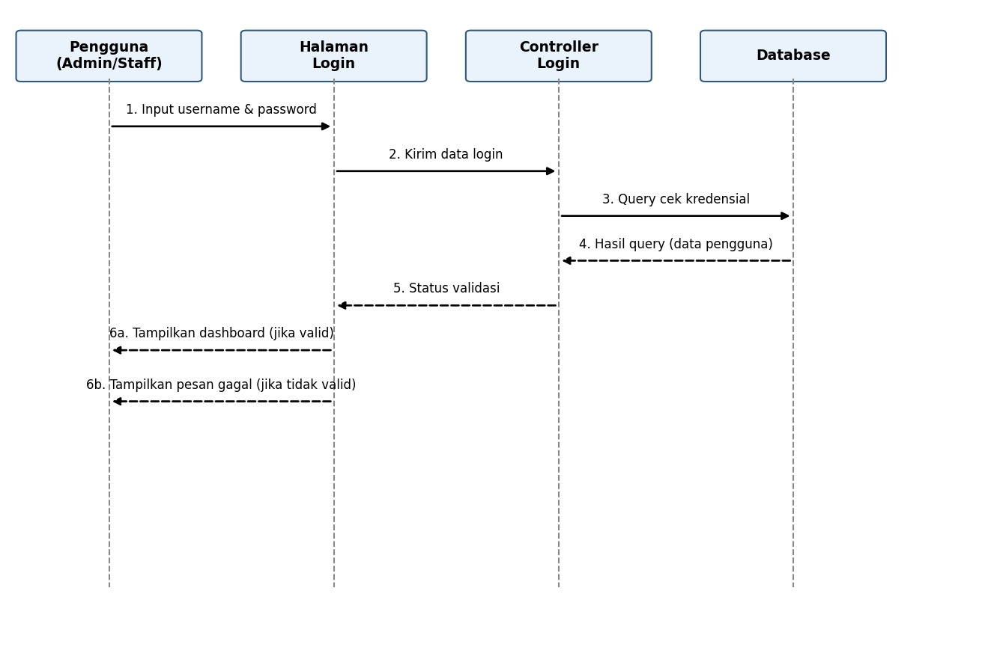 Pengguna
(Admin/Staff)
Halaman
Login
Controller
Login
Database
1. Input username & password
2. Kirim data login
3. Query cek kredensial
4. Hasil query (data pengguna)
5. Status validasi
6a. Tampilkan dashboard (jika valid)
6b. Tampilkan pesan gagal (jika tidak valid)